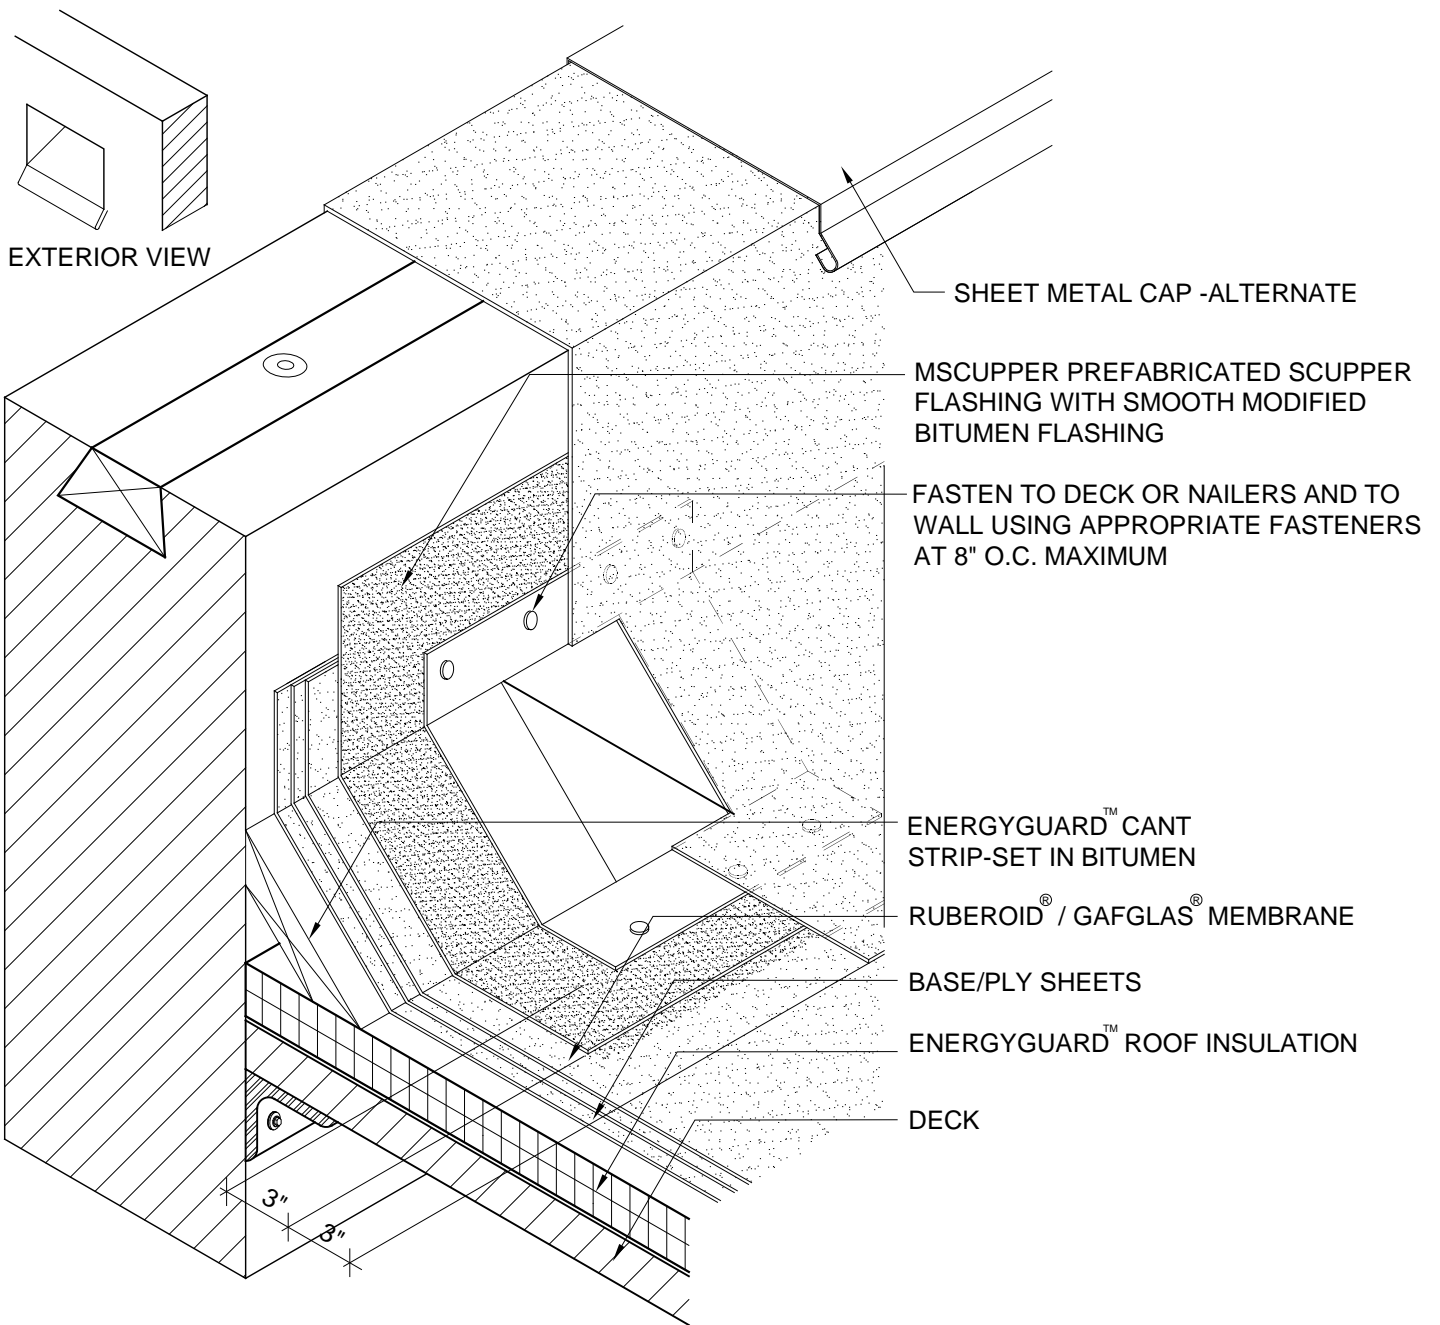 EXTERIOR VIEW
SHEET METAL CAP -ALTERNATE
MSCUPPER PREFABRICATED SCUPPER
FLASHING WITH SMOOTH MODIFIED
BITUMEN FLASHING
FASTEN TO DECK OR NAILERS AND TO
WALL USING APPROPRIATE FASTENERS
AT 8" O.C. MAXIMUM
ENERGYGUARD™ CANT
STRIP-SET IN BITUMEN
RUBEROID® / GAFGLAS® MEMBRANE
BASE/PLY SHEETS
ENERGYGUARD™ ROOF INSULATION
DECK
3"
3"